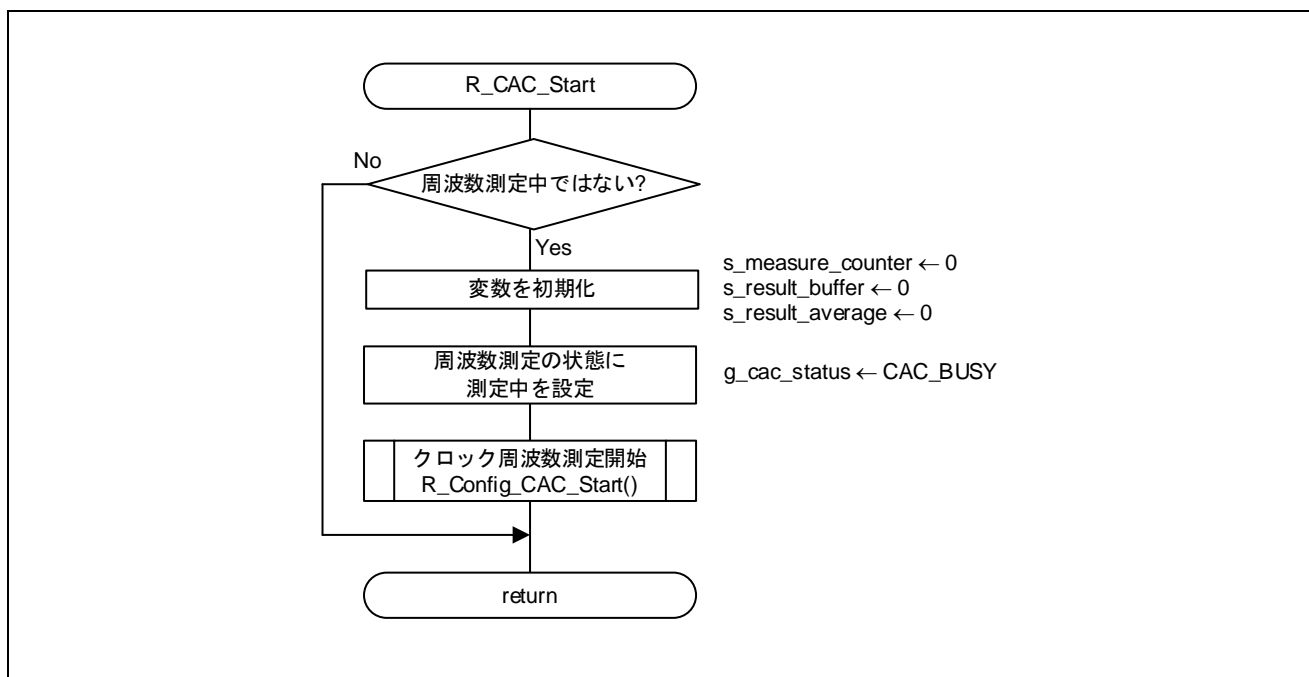 R_CAC_Start
No
周波数測定中ではない?
Yes
変数を初期化
s_measure_counter ← 0
s_result_buffer ← 0
s_result_average ← 0
周波数測定の状態に
測定中を設定
g_cac_status ← CAC_BUSY
クロック周波数測定開始
R_Config_CAC_Start()
return